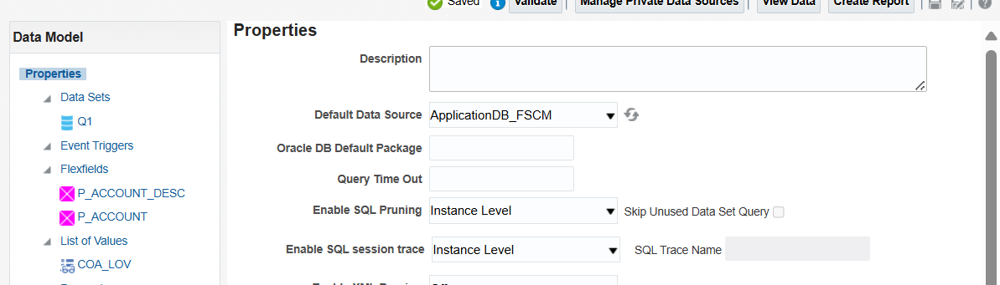 Saved Validate Manage Private Data Sources View Data Create Report
Data Model
Properties
Data Sets
Q1
Event Triggers
Flexfields
P_ACCOUNT_DESC
P_ACCOUNT
List of Values
COA_LOV
Properties
Description
Default Data Source ApplicationDB_FSCM
Oracle DB Default Package
Query Time Out
Enable SQL Pruning Instance Level Skip Unused Data Set Query
Enable SQL session trace Instance Level SQL Trace Name